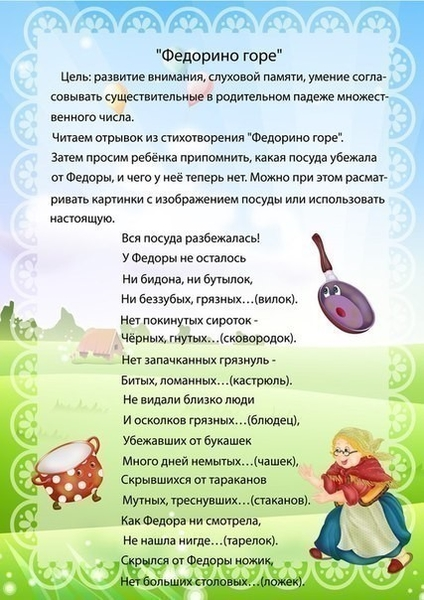 "Федорино горе"
Цель: развитие внимания, слуховой памяти, умение согла-
совывать существительные в родительном падеже множест-
венного числа.
Читаем отрывок из стихотворения "Федорино горе".
Затем просим ребёнка припомнить, какая посуда убежала
от Федоры, и чего у неё теперь нет. Можно при этом расмат-
ривать картинки с изображением посуды или использовать
настоящую.
Вся посуда разбежалась!
У Федоры не осталось
Ни бидона, ни бутылок,
Ни беззубых, грязных...(вилок).
Нет покинутых сироток -
Чёрных, гнутых...(сковородок).
Нет запачканных грязнуль -
Битых, ломанных...(кастрюль).
Не видали близко люди
И осколков грязных...(блюдец),
Убежавших от букашек
Много дней немытых...(чашек),
Скрывшихся от тараканов
Мутных, треснувших...(стаканов).
Как Федора ни смотрела,
Не нашла нигде...(тарелок).
Скрылся от Федоры ножик,
Нет больших столовых...(ложек).